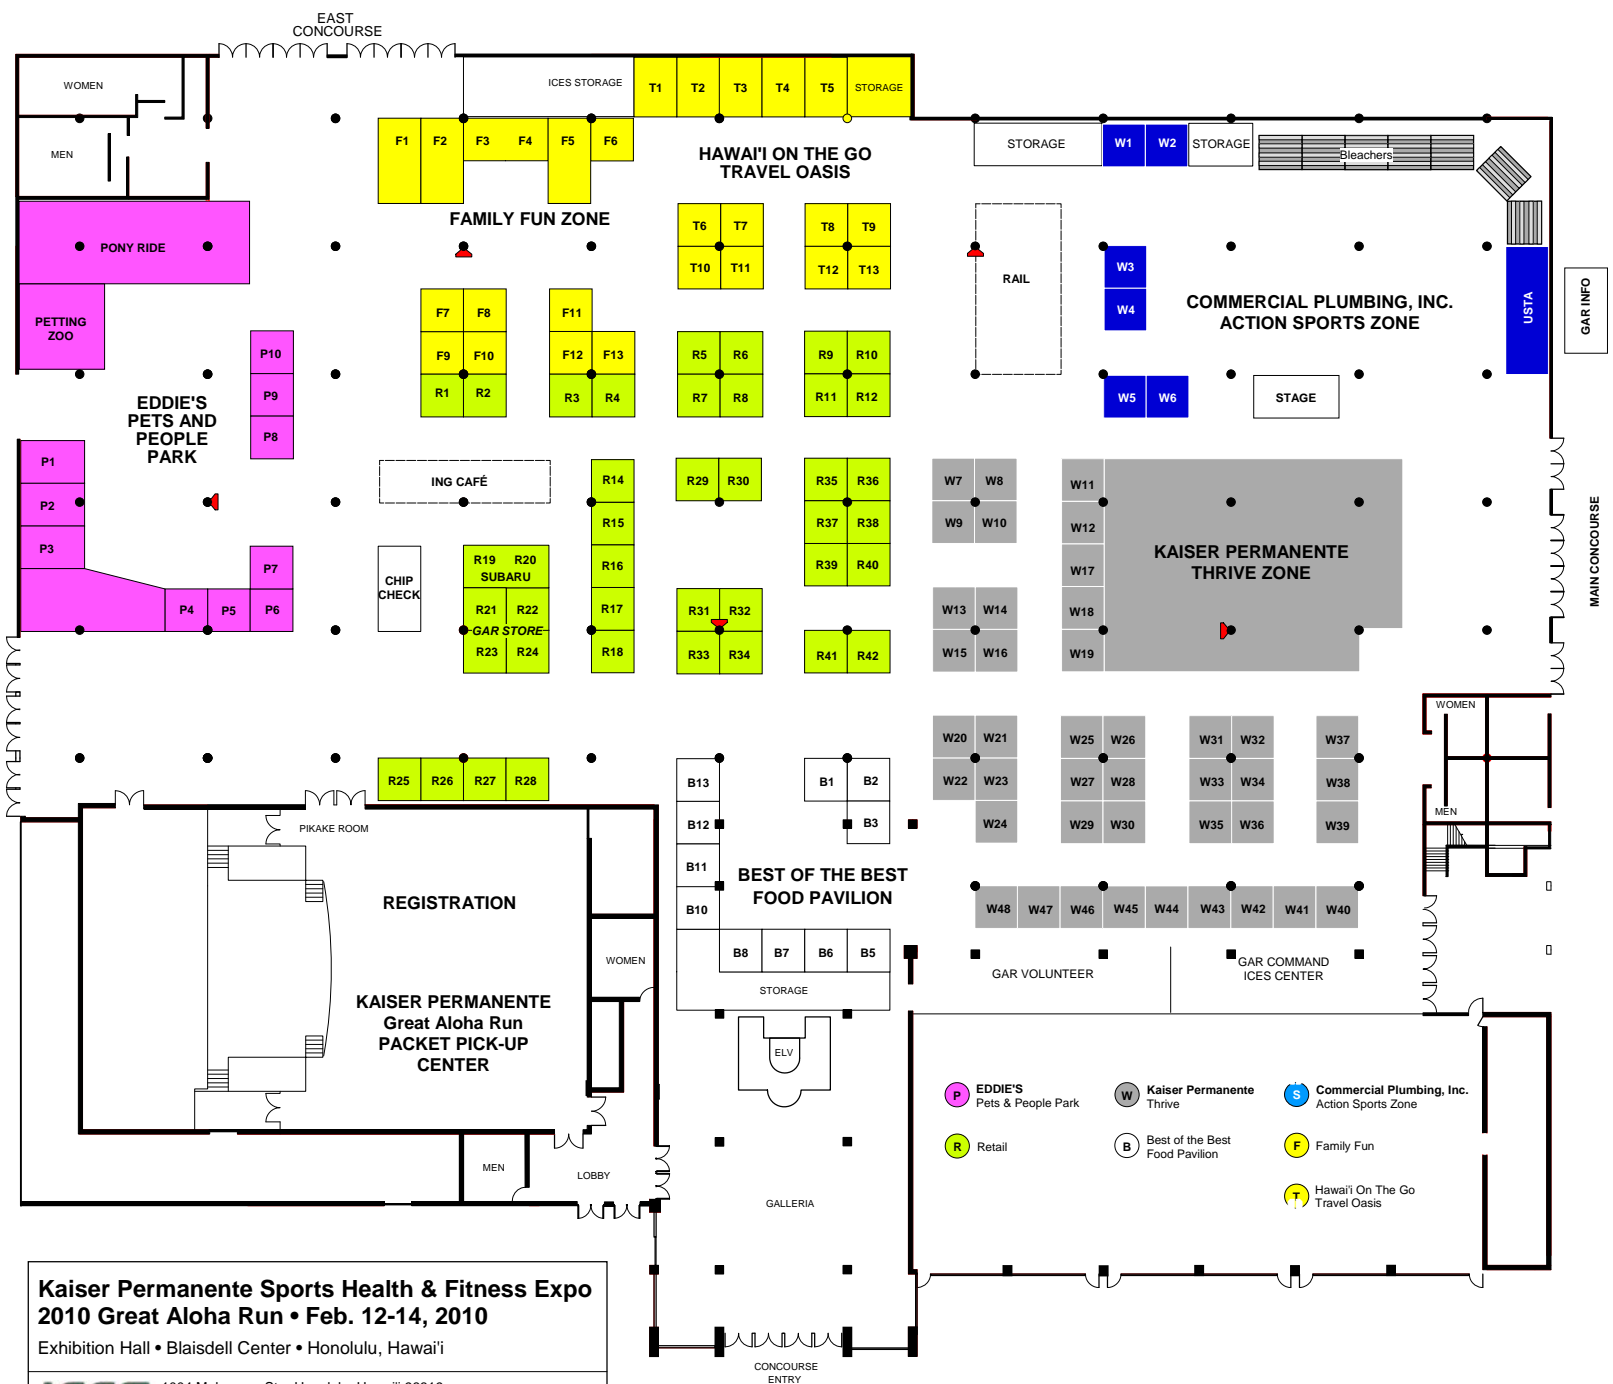 EAST
CONCOURSE
WOMEN
MEN
ICES STORAGE
T1 T2 T3 T4 T5 STORAGE
F1 F2 F3 F4 F5 F6
HAWAI'I ON THE GO
TRAVEL OASIS
STORAGE W1 W2 STORAGE
Bleachers
FAMILY FUN ZONE
PONY RIDE
PETTING
ZOO
T6 T7 T8 T9
T10 T11 T12 T13
RAIL
W3
W4
COMMERCIAL PLUMBING, INC.
ACTION SPORTS ZONE
USTA
GAR INFO
F7 F8 F11
F9 F10 F12 F13
R1 R2 R3 R4
R5 R6 R9 R10
R7 R8 R11 R12
W5 W6
STAGE
P10
P9
P8
EDDIE'S
PETS AND
PEOPLE
PARK
P1
P2
P3
P7
P4 P5 P6
ING CAFÉ
CHIP
CHECK
R14
R15
R16
R17
R18
R19 R20
SUBARU
R21 R22
GAR STORE
R23 R24
R29 R30
R31 R32
R33 R34
R35 R36
R37 R38
R39 R40
R41 R42
W7 W8
W9 W10
W13 W14
W15 W16
W11
W12
W17
W18
W19
KAISER PERMANENTE
THRIVE ZONE
MAIN CONCOURSE
W20 W21
W22 W23
W24
W25 W26
W27 W28
W29 W30
W31 W32
W33 W34
W35 W36
W37
W38
W39
WOMEN
MEN
R25 R26 R27 R28
B13
B12
B11
B10
B1 B2
B3
BEST OF THE BEST
FOOD PAVILION
B8 B7 B6 B5
STORAGE
W48 W47 W46 W45 W44 W43 W42 W41 W40
GAR VOLUNTEER
GAR COMMAND
ICES CENTER
PIKAKE ROOM
REGISTRATION
KAISER PERMANENTE
Great Aloha Run
PACKET PICK-UP
CENTER
WOMEN
MEN
LOBBY
ELV
GALLERIA
P EDDIE'S
Pets & People Park
W Kaiser Permanente
Thrive
S Commercial Plumbing, Inc.
Action Sports Zone
R Retail
B Best of the Best
Food Pavilion
F Family Fun
T Hawai'i On The Go
Travel Oasis
CONCOURSE
ENTRY
Kaiser Permanente Sports Health & Fitness Expo
2010 Great Aloha Run • Feb. 12-14, 2010
Exhibition Hall • Blaisdell Center • Honolulu, Hawai'i